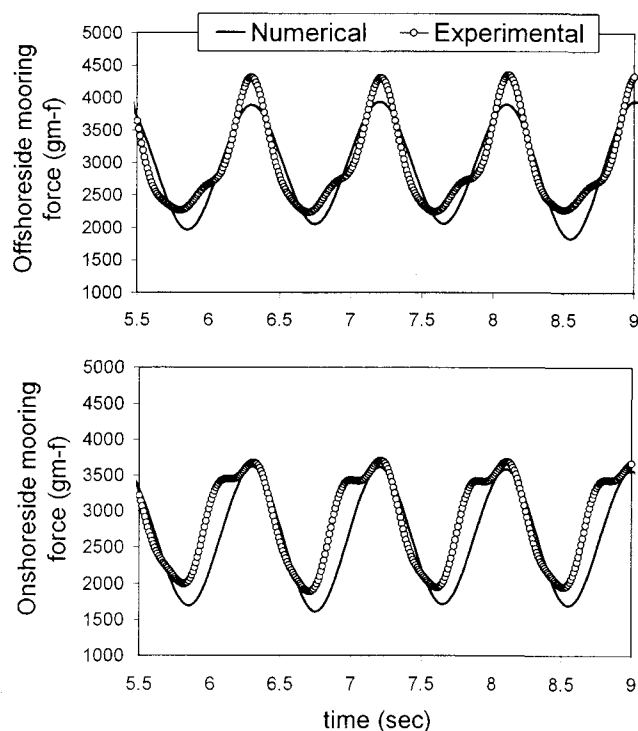 Numerical Experimental
Offshoreside mooring
force (gm-f)
5000
4500
4000
3500
3000
2500
2000
1500
1000
5.5 6 6.5 7 7.5 8 8.5 9
Onshoreside mooring
force (gm-f)
5000
4500
4000
3500
3000
2500
2000
1500
1000
5.5 6 6.5 7 7.5 8 8.5 9
time (sec)